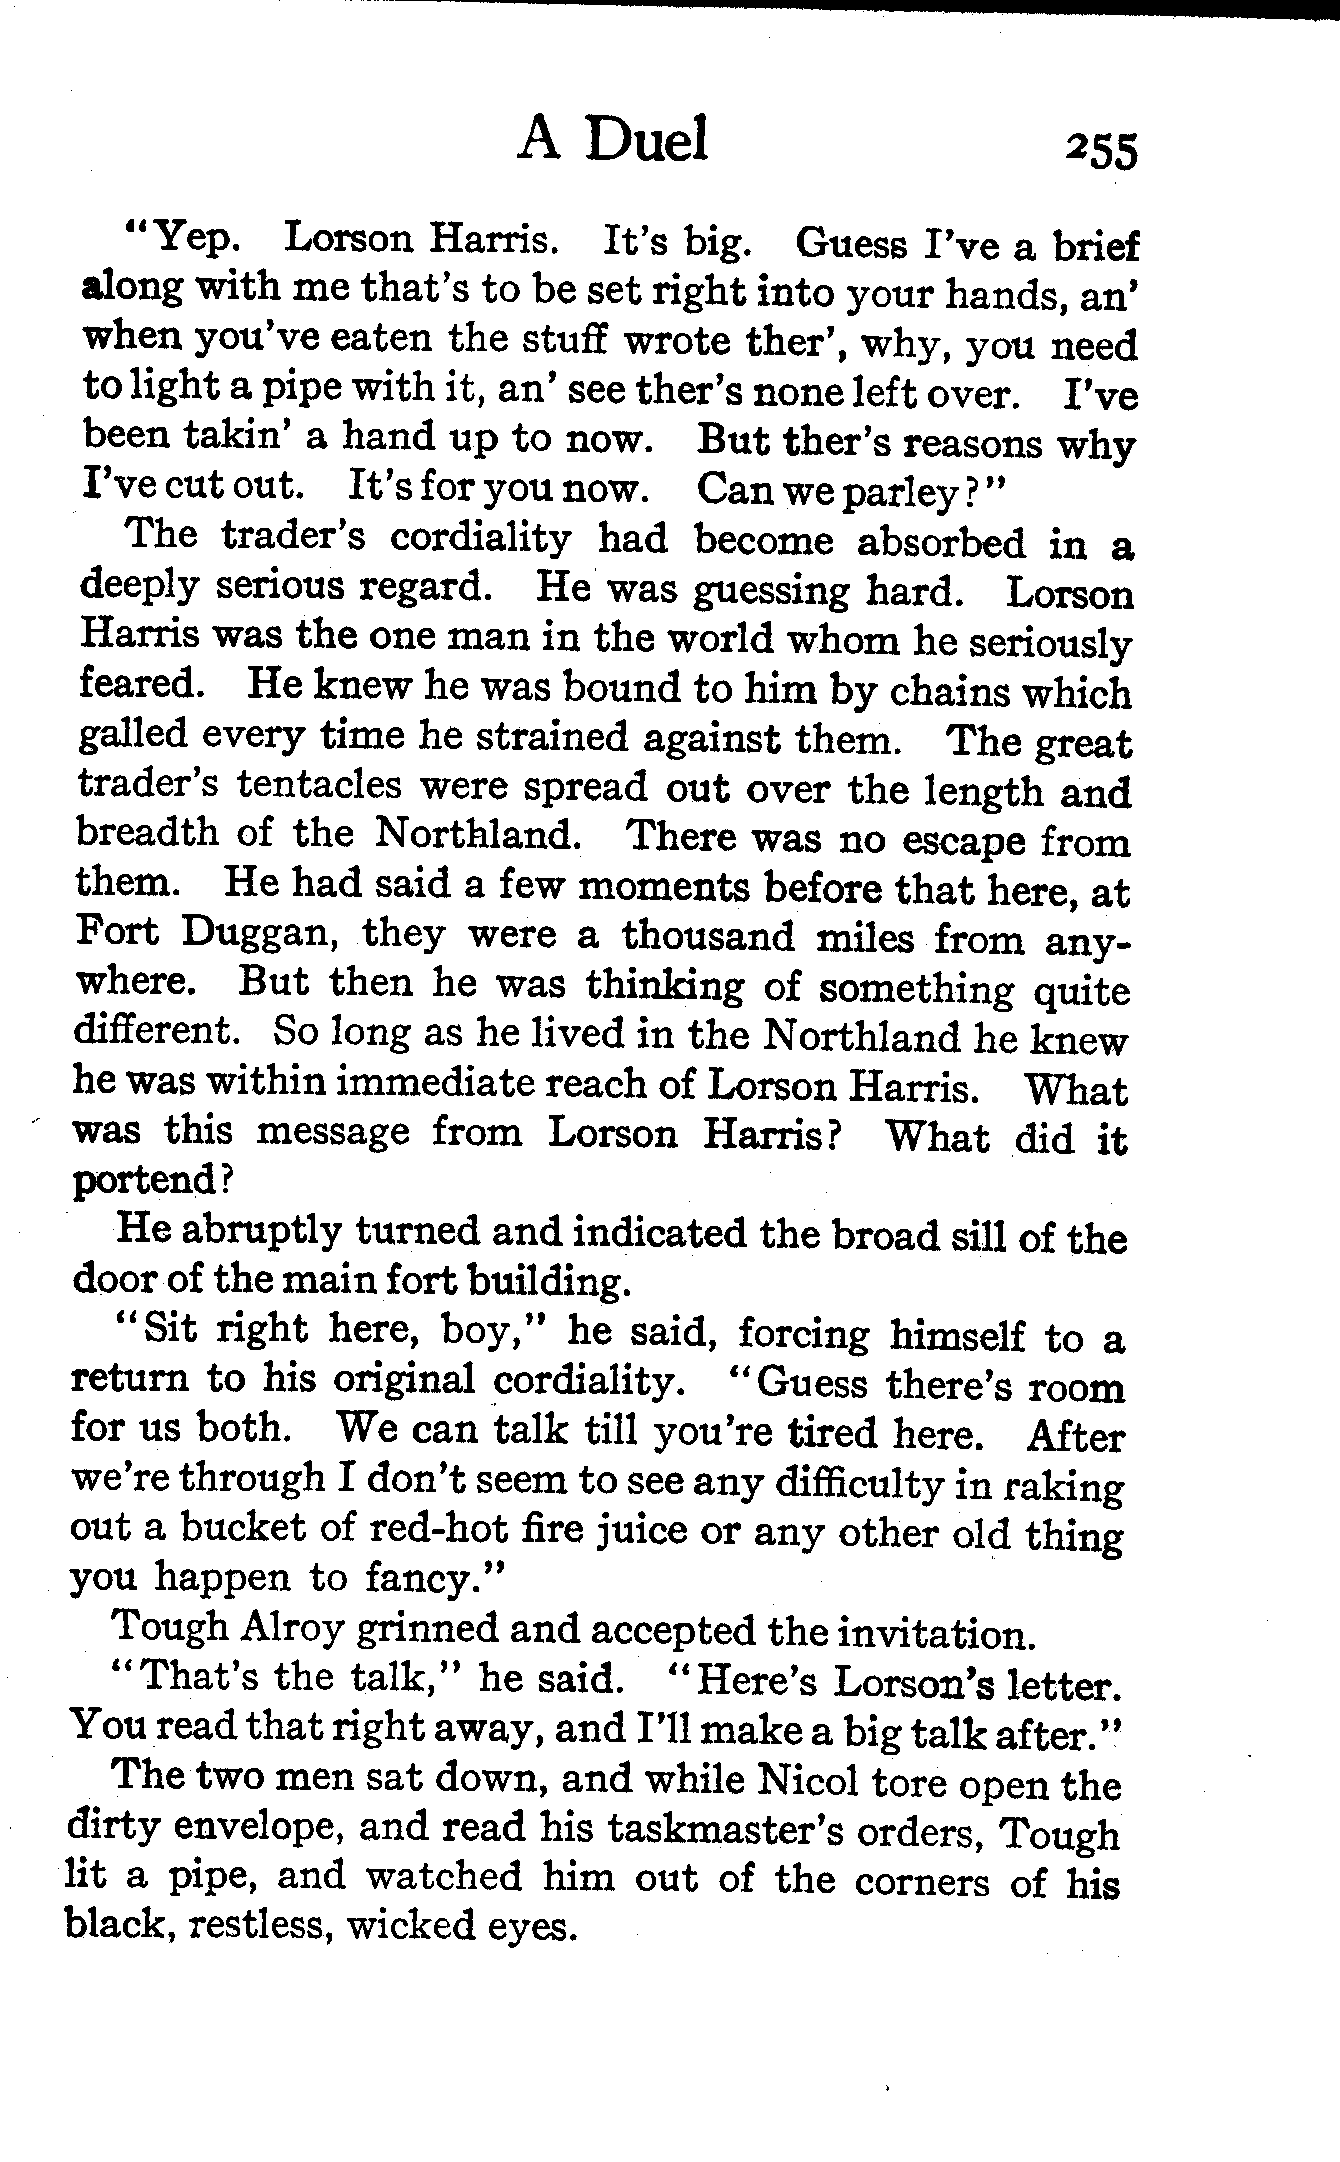 A Duel 255
"Yep. Lorson Harris. It's big. Guess I've a brief
along with me that's to be set right into your hands, an'
when you've eaten the stuff wrote ther', why, you need
to light a pipe with it, an' see ther's none left over. I've
been takin' a hand up to now. But ther's reasons why
I've cut out. It's for you now. Can we parley?"
The trader's cordiality had become absorbed in a
deeply serious regard. He was guessing hard. Lorson
Harris was the one man in the world whom he seriously
feared. He knew he was bound to him by chains which
galled every time he strained against them. The great
trader's tentacles were spread out over the length and
breadth of the Northland. There was no escape from
them. He had said a few moments before that here, at
Fort Duggan, they were a thousand miles from any-
where. But then he was thinking of something quite
different. So long as he lived in the Northland he knew
he was within immediate reach of Lorson Harris. What
was this message from Lorson Harris? What did it
portend?
He abruptly turned and indicated the broad sill of the
door of the main fort building.
"Sit right here, boy," he said, forcing himself to a
return to his original cordiality. "Guess there's room
for us both. We can talk till you're tired here. After
we're through I don't seem to see any difficulty in raking
out a bucket of red-hot fire juice or any other old thing
you happen to fancy."
Tough Alroy grinned and accepted the invitation.
"That's the talk," he said. "Here's Lorson's letter.
You read that right away, and I'll make a big talk after."
The two men sat down, and while Nicol tore open the
dirty envelope, and read his taskmaster's orders, Tough
lit a pipe, and watched him out of the corners of his
black, restless, wicked eyes.